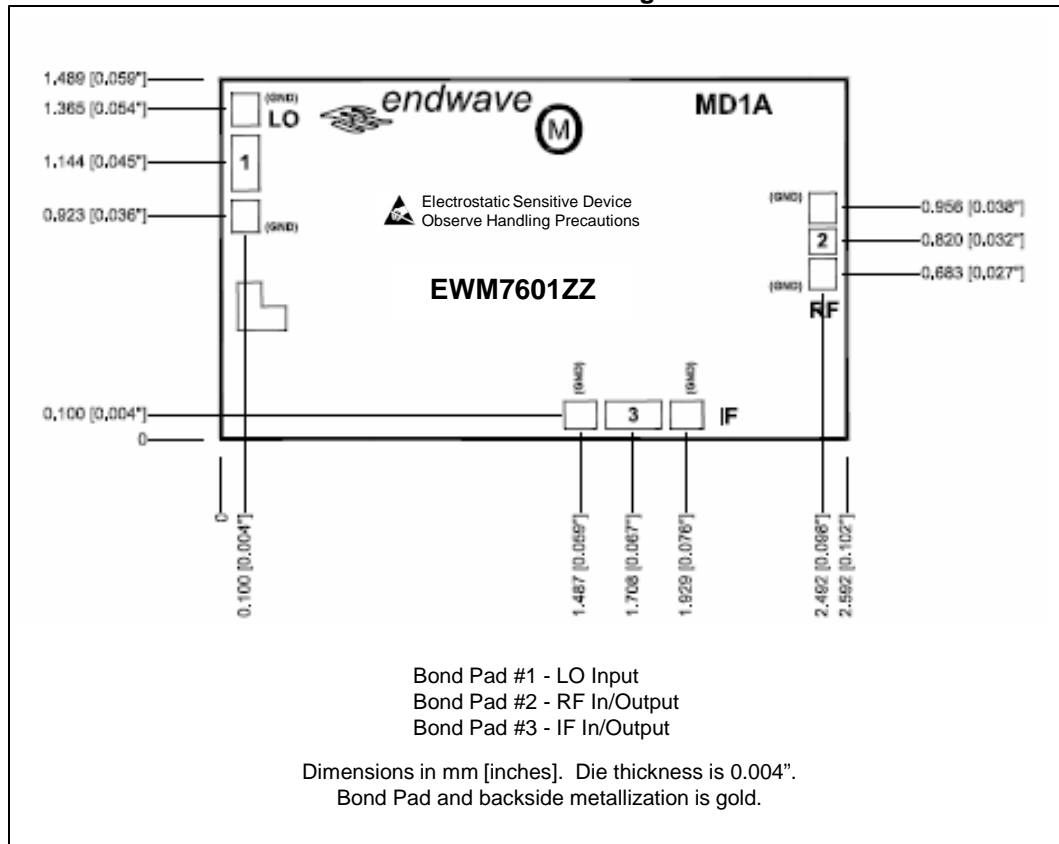 1.489 [0.059"]
1.365 [0.054"]
1.144 [0.045"]
0.923 [0.036"]
0.100 [0.004"]
0
(GND)
LO
1
(GND)
endwave
M
MD1A
Electrostatic Sensitive Device
Observe Handling Precautions
EWM7601ZZ
(GND)
2
(GND)
RF
0.956 [0.038"]
0.820 [0.032"]
0.683 [0.027"]
(GND)
3
(GND)
IF
0
0.100 [0.004"]
1.487 [0.059"]
1.708 [0.067"]
1.929 [0.076"]
2.492 [0.098"]
2.592 [0.102"]
Bond Pad #1 - LO Input
Bond Pad #2 - RF In/Output
Bond Pad #3 - IF In/Output
Dimensions in mm [inches].  Die thickness is 0.004”.
Bond Pad and backside metallization is gold.